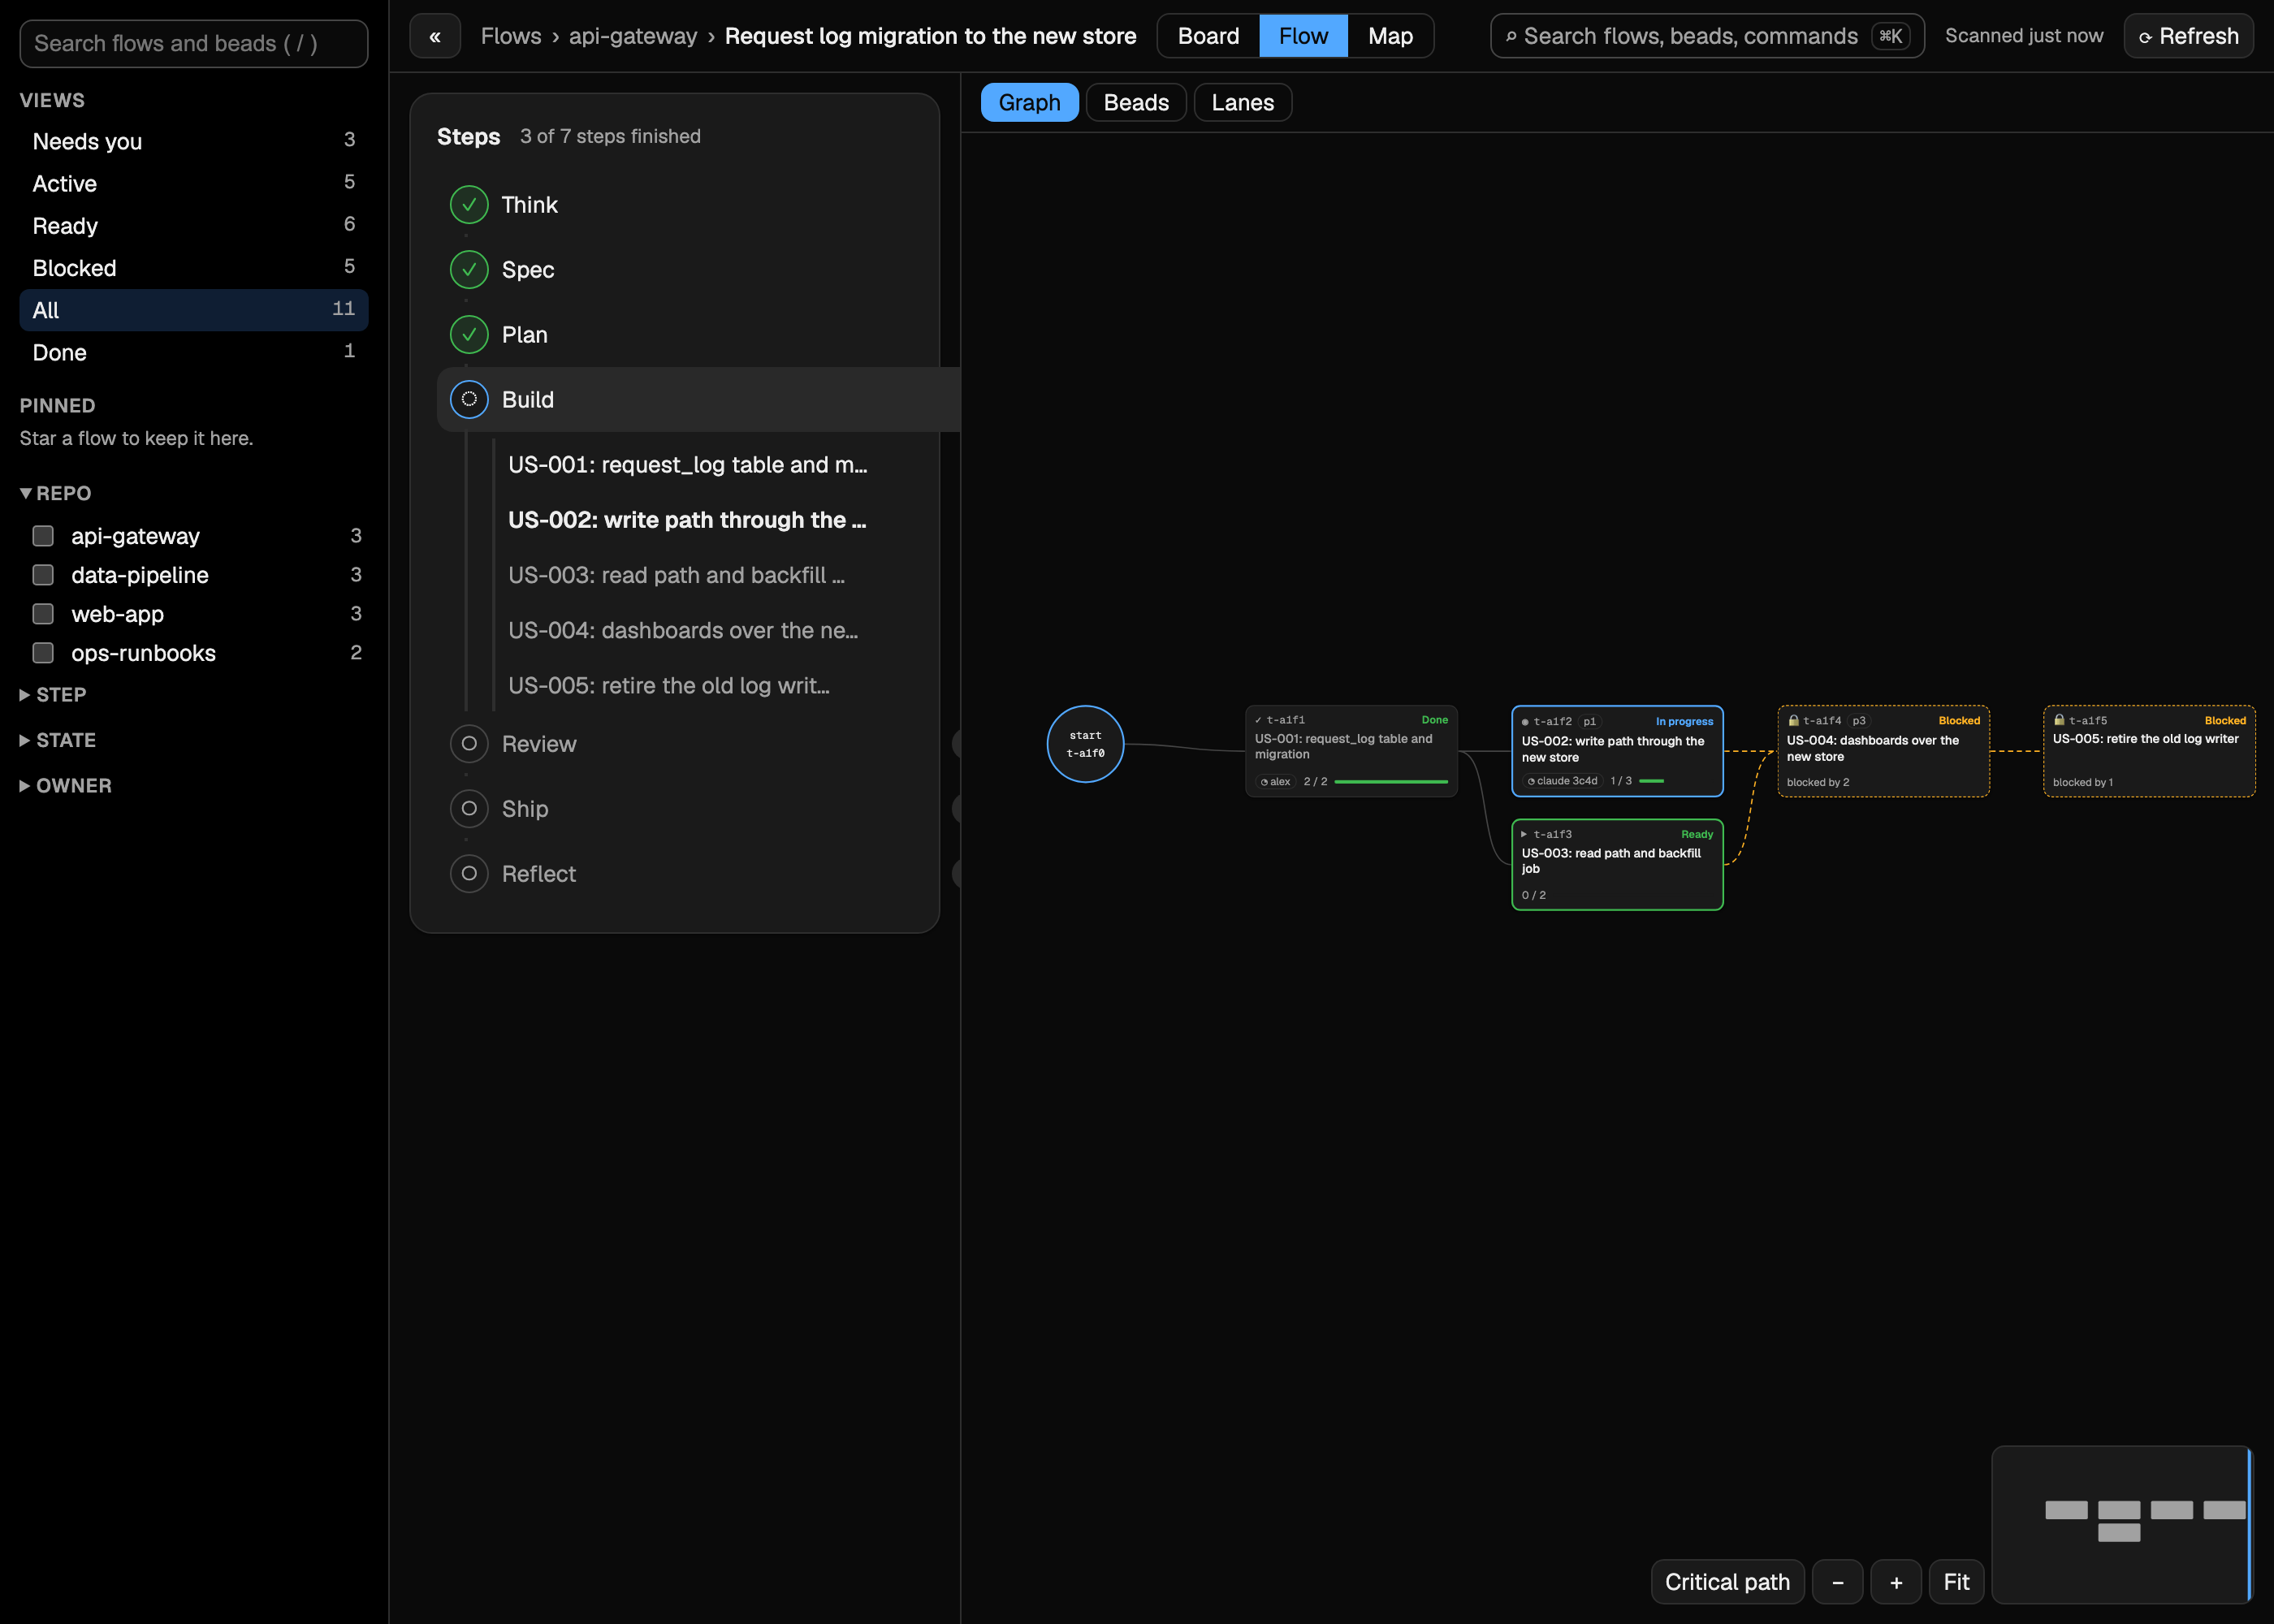 Search flows and beads ( / )
VIEWS
Needs you 3
Active 5
Ready 6
Blocked 5
All 11
Done 1
PINNED
Star a flow to keep it here.
▼ REPO
api-gateway 3
data-pipeline 3
web-app 3
ops-runbooks 2
▶ STEP
▶ STATE
▶ OWNER
« Flows › api-gateway › Request log migration to the new store
Board Flow Map
Search flows, beads, commands ⌘K
Scanned just now
Refresh
Steps 3 of 7 steps finished
Think
Spec
Plan
Build
US-001: request_log table and m...
US-002: write path through the ...
US-003: read path and backfill ...
US-004: dashboards over the ne...
US-005: retire the old log writ...
Review
Ship
Reflect
Graph Beads Lanes
start
t-a1f0
✓ t-a1f1 Done
US-001: request_log table and
migration
alex 2 / 2
t-a1f2 p1 In progress
US-002: write path through the
new store
claude 3c4d 1 / 3
t-a1f3 Ready
US-003: read path and backfill
job
0 / 2
t-a1f4 p3 Blocked
US-004: dashboards over the
new store
blocked by 2
t-a1f5 Blocked
US-005: retire the old log writer
blocked by 1
Critical path − + Fit